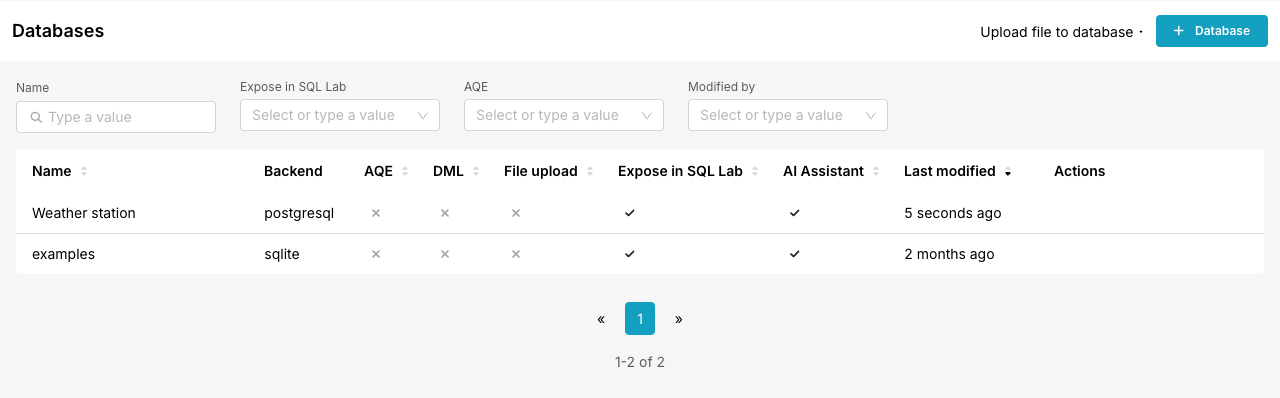 Databases
Upload file to database
+ Database
Name
Expose in SQL Lab
AQE
Modified by
Type a value
Select or type a value
Select or type a value
Select or type a value
Name Backend AQE DML File upload Expose in SQL Lab AI Assistant Last modified Actions
Weather station postgresql 5 seconds ago
examples sqlite 2 months ago
« 1 »
1-2 of 2